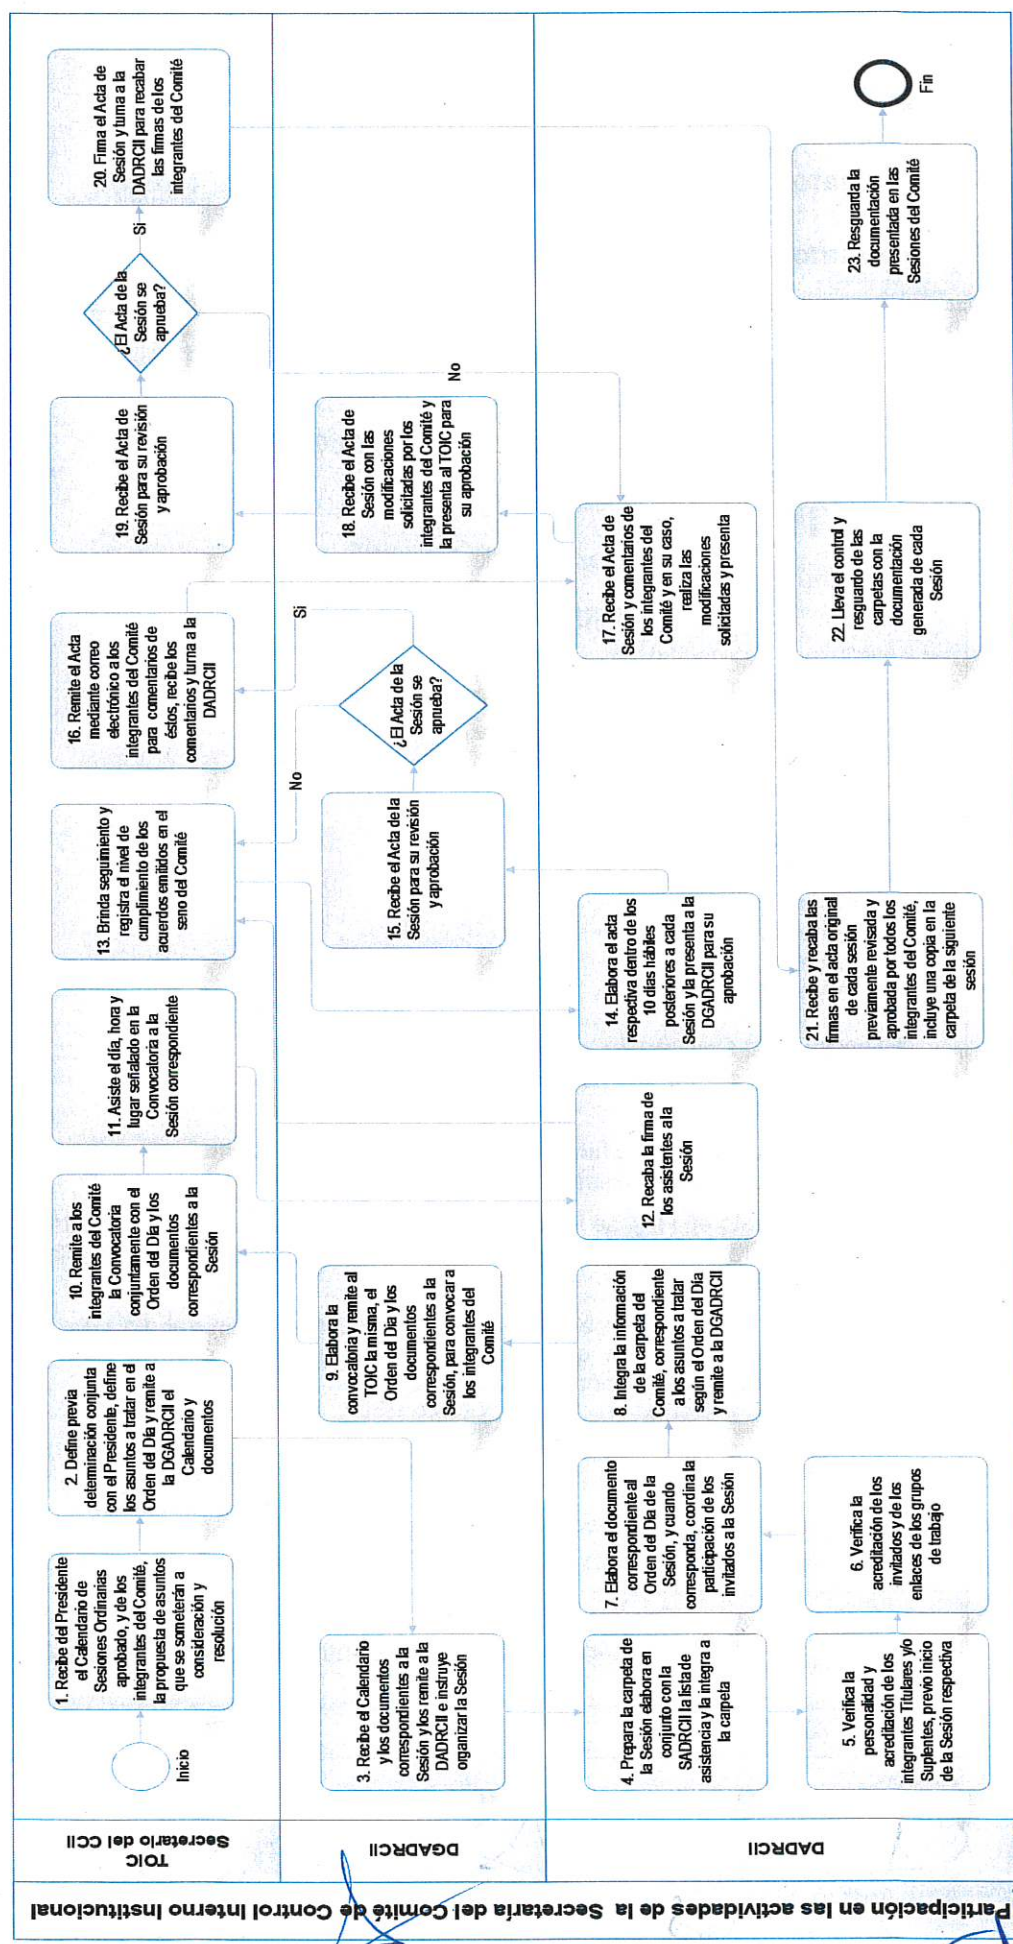 Participación en las actividades de la Secretaría del Comité de Control Interno Institucional
TOIC
Secretario del CCII
DGADRCII
DADRCII
Inicio
1. Recibe del Presidente
el Calendario de
Sesiones Ordinarias
aprobado, y de los
integrantes del Comité,
la propuesta de asuntos
que se someterán a
consideración y
resolución
2. Define previa
determinación conjunta
con el Presidente, define
los asuntos a tratar en el
Orden del Día y remite a
la DGADRCII el
Calendario y
documentos
3. Recibe el Calendario
y los documentos
correspondientes a la
Sesión y los remite a la
DADRCII e instruye
organizar la Sesión
4. Prepara la carpeta de
la Sesión elabora en
conjunto con la
SADRCII la lista de
asistencia y la integra a
la carpeta
5. Verifica la
personalidad y
acreditación de los
integrantes Titulares y/o
Suplentes, previo inicio
de la Sesión respectiva
6. Verifica la
acreditación de los
invitados y de los
enlaces de los grupos
de trabajo
7. Elabora el documento
correspondiente al
Orden del Día de la
Sesión, y cuando
corresponda, coordina la
participación de los
invitados a la Sesión
8. Integra la información
de la carpeta del
Comité, correspondiente
a los asuntos a tratar
según el Orden del Día
y remite a la DGADRCII
9. Elabora la
convocatoria y remite al
TOIC la misma, el
Orden del Día y los
documentos
correspondientes a la
Sesión, para convocar a
los integrantes del
Comité
10. Remite a los
integrantes del Comité
la Convocatoria
conjuntamente con el
Orden del Día y los
documentos
correspondientes a la
Sesión
11. Asiste el día, hora y
lugar señalado en la
Convocatoria a la
Sesión correspondiente
12. Recaba la firma de
los asistentes a la
Sesión
13. Brinda seguimiento y
registra el nivel de
cumplimiento de los
acuerdos emitidos en el
seno del Comité
14. Elabora el acta
respectiva dentro de los
10 días hábiles
posteriores a cada
Sesión y la presenta a la
DGADRCII para su
aprobación
15. Recibe el Acta de la
Sesión para su revisión
y aprobación
¿El Acta de la
Sesión se
aprueba?
No
Si
16. Remite el Acta
mediante correo
electrónico a los
integrantes del Comité
para comentarios de
éstos, recibe los
comentarios y turna a la
DADRCII
17. Recibe el Acta de
Sesión y comentarios de
los integrantes del
Comité y en su caso,
realiza las
modificaciones
solicitadas y presenta
18. Recibe el Acta de
Sesión con las
modificaciones
solicitadas por los
integrantes del Comité y
la presenta al TOIC para
su aprobación
19. Recibe el Acta de
Sesión para su revisión
y aprobación
¿El Acta de la
Sesión se
aprueba?
No
Si
20. Firma el Acta de
Sesión y turna a la
DADRCII para recabar
las firmas de los
integrantes del Comité
21. Recibe y recaba las
firmas en el acta original
de cada sesión
previamente revisada y
aprobada por todos los
integrantes del Comité,
incluye una copia en la
carpeta de la siguiente
sesión
22. Lleva el control y
resguardo de las
carpetas con la
documentación
generada de cada
Sesión
23. Resguarda la
documentación
presentada en las
Sesiones del Comité
Fin